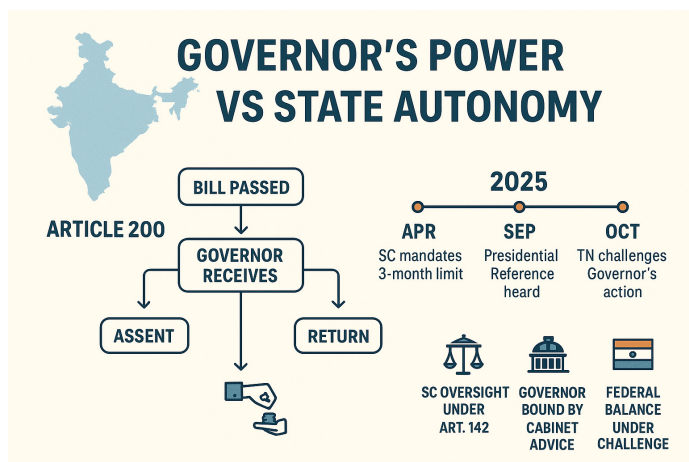 GOVERNOR'S POWER
VS STATE AUTONOMY
BILL PASSED
ARTICLE 200
GOVERNOR
RECEIVES
ASSENT
RETURN
2025
APR
SC mandates
3-month limit
SEP
Presidential
Reference
heard
OCT
TN challenges
Governor's
action
SC OVERSIGHT
UNDER
ART. 142
GOVERNOR
BOUND BY
CABINET
ADVICE
FEDERAL
BALANCE
UNDER
CHALLENGE